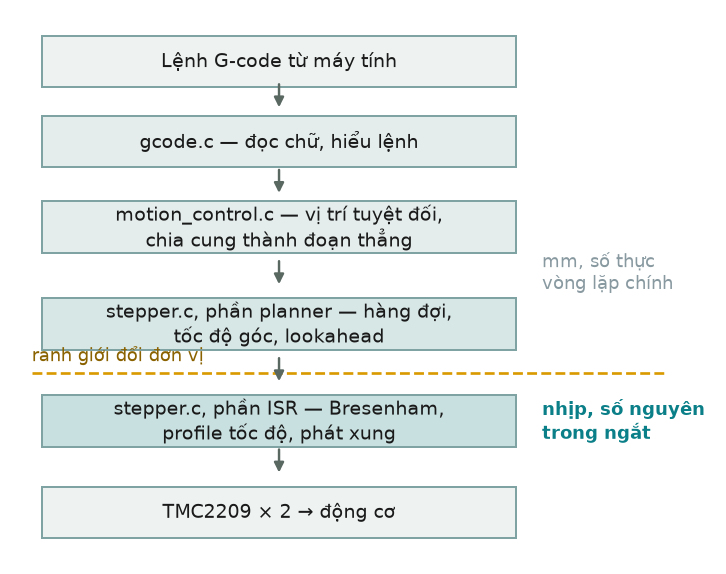 Lệnh G-code từ máy tính
gcode.c — đọc chữ, hiểu lệnh
motion_control.c — vị trí tuyệt đối,
chia cung thành đoạn thẳng
mm, số thực
vòng lặp chính
stepper.c, phần planner — hàng đợi,
tốc độ góc, lookahead
ranh giới đổi đơn vị
stepper.c, phần ISR — Bresenham,
profile tốc độ, phát xung
nhịp, số nguyên
trong ngắt
TMC2209 × 2 → động cơ